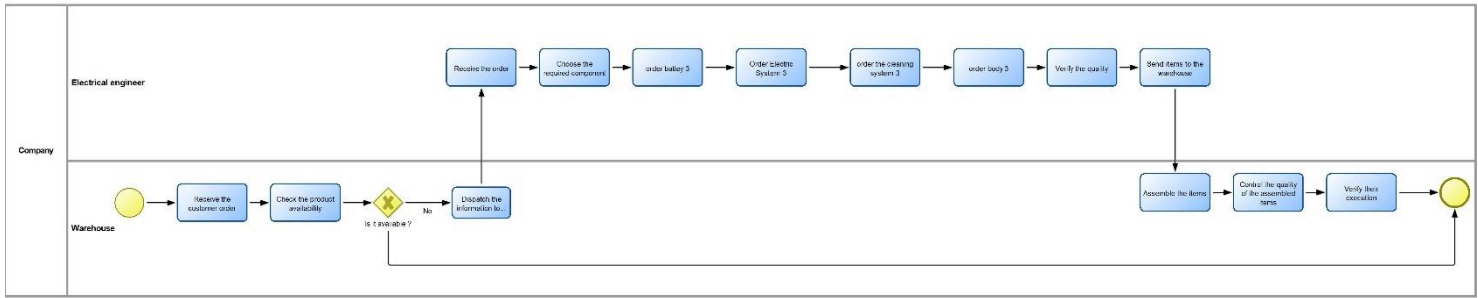 Receive the order
Choose the
required component
order battery 3
Order Electric
System 3
order the cleaning
system 3
order body 3
Verify the quality
Send items to the
warehouse
Electrical engineer
Company
Assemble the items
Control the quality
of the assembled
items
Verify their
execution
Receive the
customer order
Check the product
availability
No
Dispatch the
information to...
Is it available ?
Warehouse